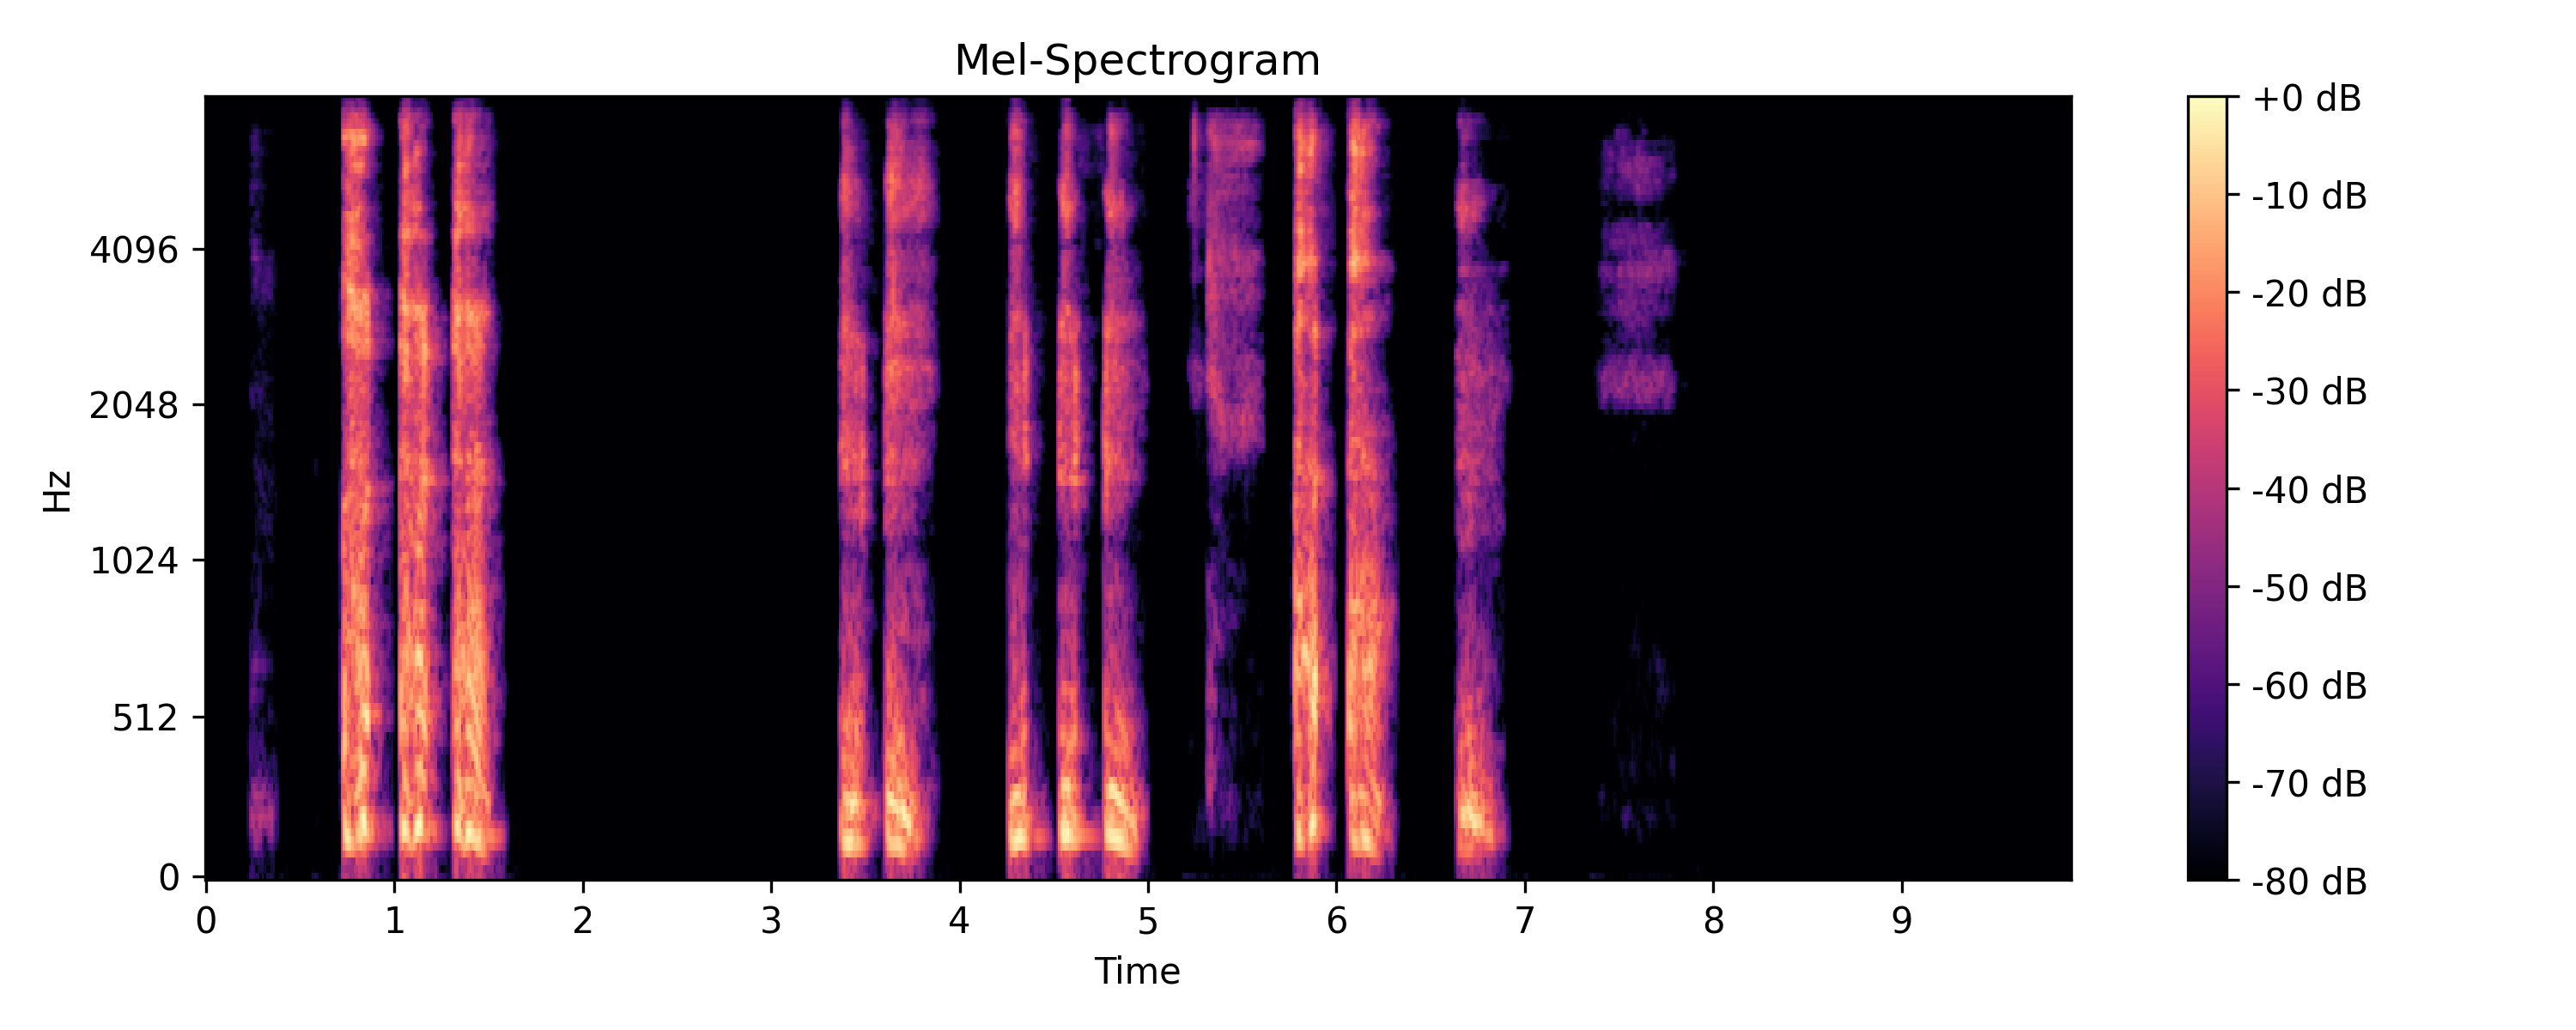 Mel-Spectrogram
+0 dB
-10 dB
-20 dB
-30 dB
-40 dB
-50 dB
-60 dB
-70 dB
-80 dB
4096
2048
1024
512
0
Hz
0 1 2 3 4 5 6 7 8 9
Time